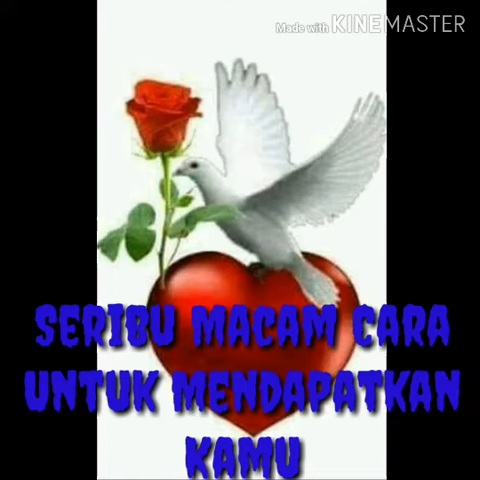 Made with KINEMASTER
SERIBU MACAM CARA
UNTUK MENDAPATKAN
KAMU